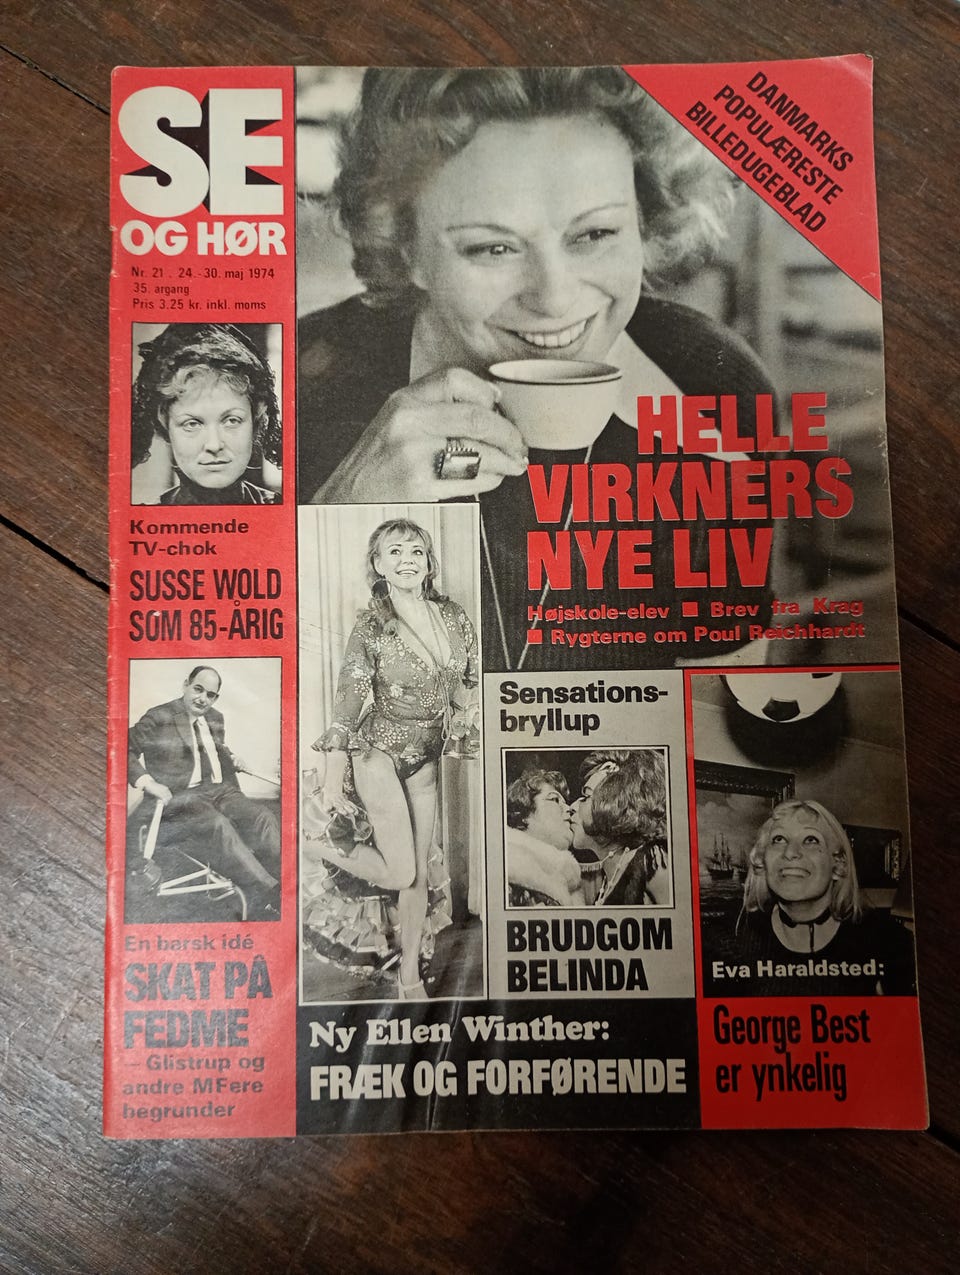 SE
OG HØR
Nr. 21 . 24.-30. maj 1974
35. argang
Pris 3.25 kr. inkl. moms
DANMARKS
POPULÆRESTE
BILLEDUGEBLAD
HELLE
VIRKNERS
NYE LIV
Højskole-elev ■ Brev fra Krag
■ Rygterne om Poul Reichhardt
Kommende
TV-chok
SUSSE WOLD
SOM 85-ÅRIG
En barsk idé
SKAT PÅ
FEDME
– Glistrup og
andre MFere
begrunder
Sensations-
bryllup
BRUDGOM
BELINDA
Ny Ellen Winther:
FRÆK OG FORFØRENDE
Eva Haraldsted:
George Best
er ynkelig